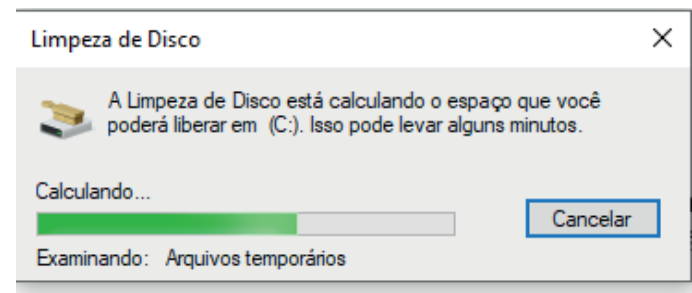 Limpeza de Disco
A Limpeza de Disco está calculando o espaço que você
poderá liberar em (C:). Isso pode levar alguns minutos.
Calculando...
Cancelar
Examinando: Arquivos temporários